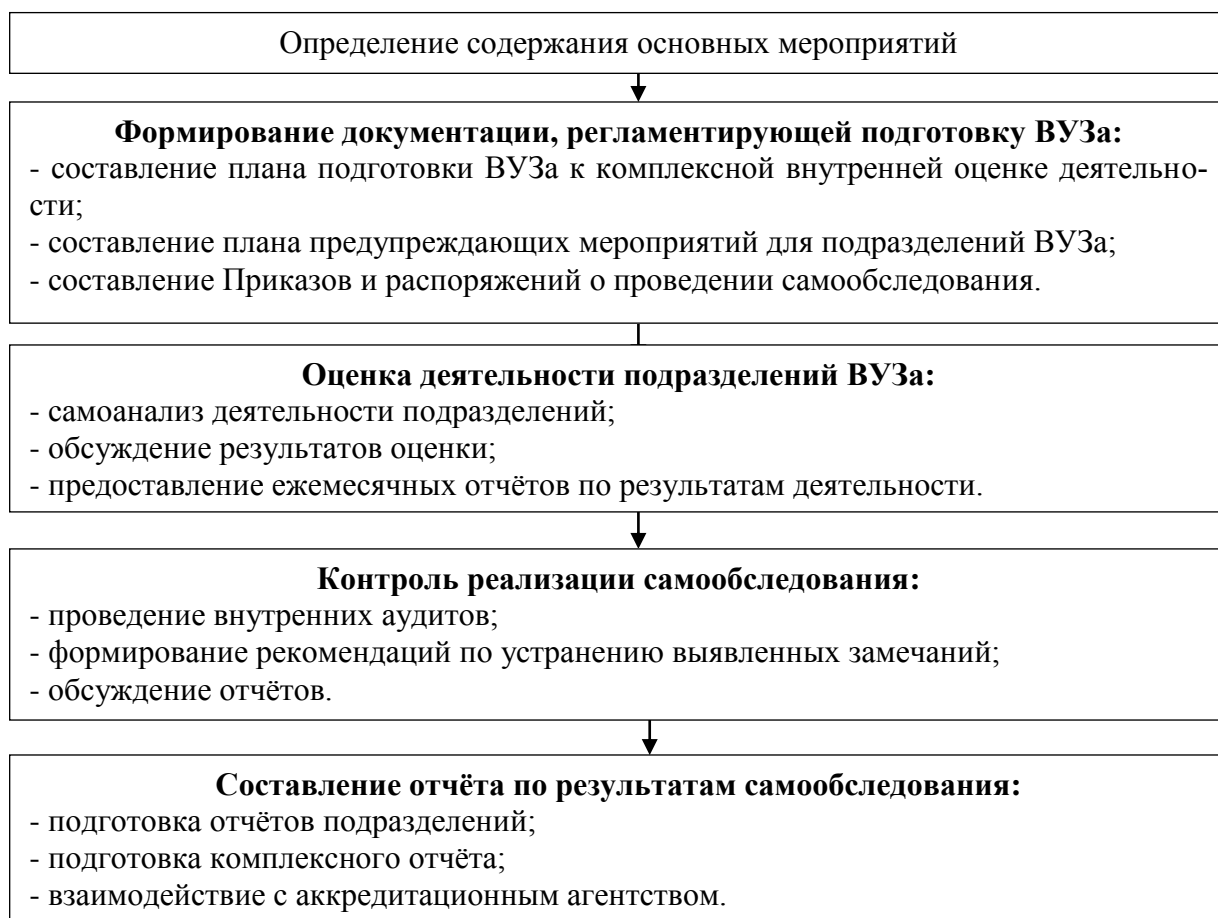 Определение содержания основных мероприятий
Формирование документации, регламентирующей подготовку ВУЗа:
- составление плана подготовки ВУЗа к комплексной внутренней оценке деятельно-
сти;
- составление плана предупреждающих мероприятий для подразделений ВУЗа;
- составление Приказов и распоряжений о проведении самообследования.
Оценка деятельности подразделений ВУЗа:
- самоанализ деятельности подразделений;
- обсуждение результатов оценки;
- предоставление ежемесячных отчётов по результатам деятельности.
Контроль реализации самообследования:
- проведение внутренних аудитов;
- формирование рекомендаций по устранению выявленных замечаний;
- обсуждение отчётов.
Составление отчёта по результатам самообследования:
- подготовка отчётов подразделений;
- подготовка комплексного отчёта;
- взаимодействие с аккредитационным агентством.